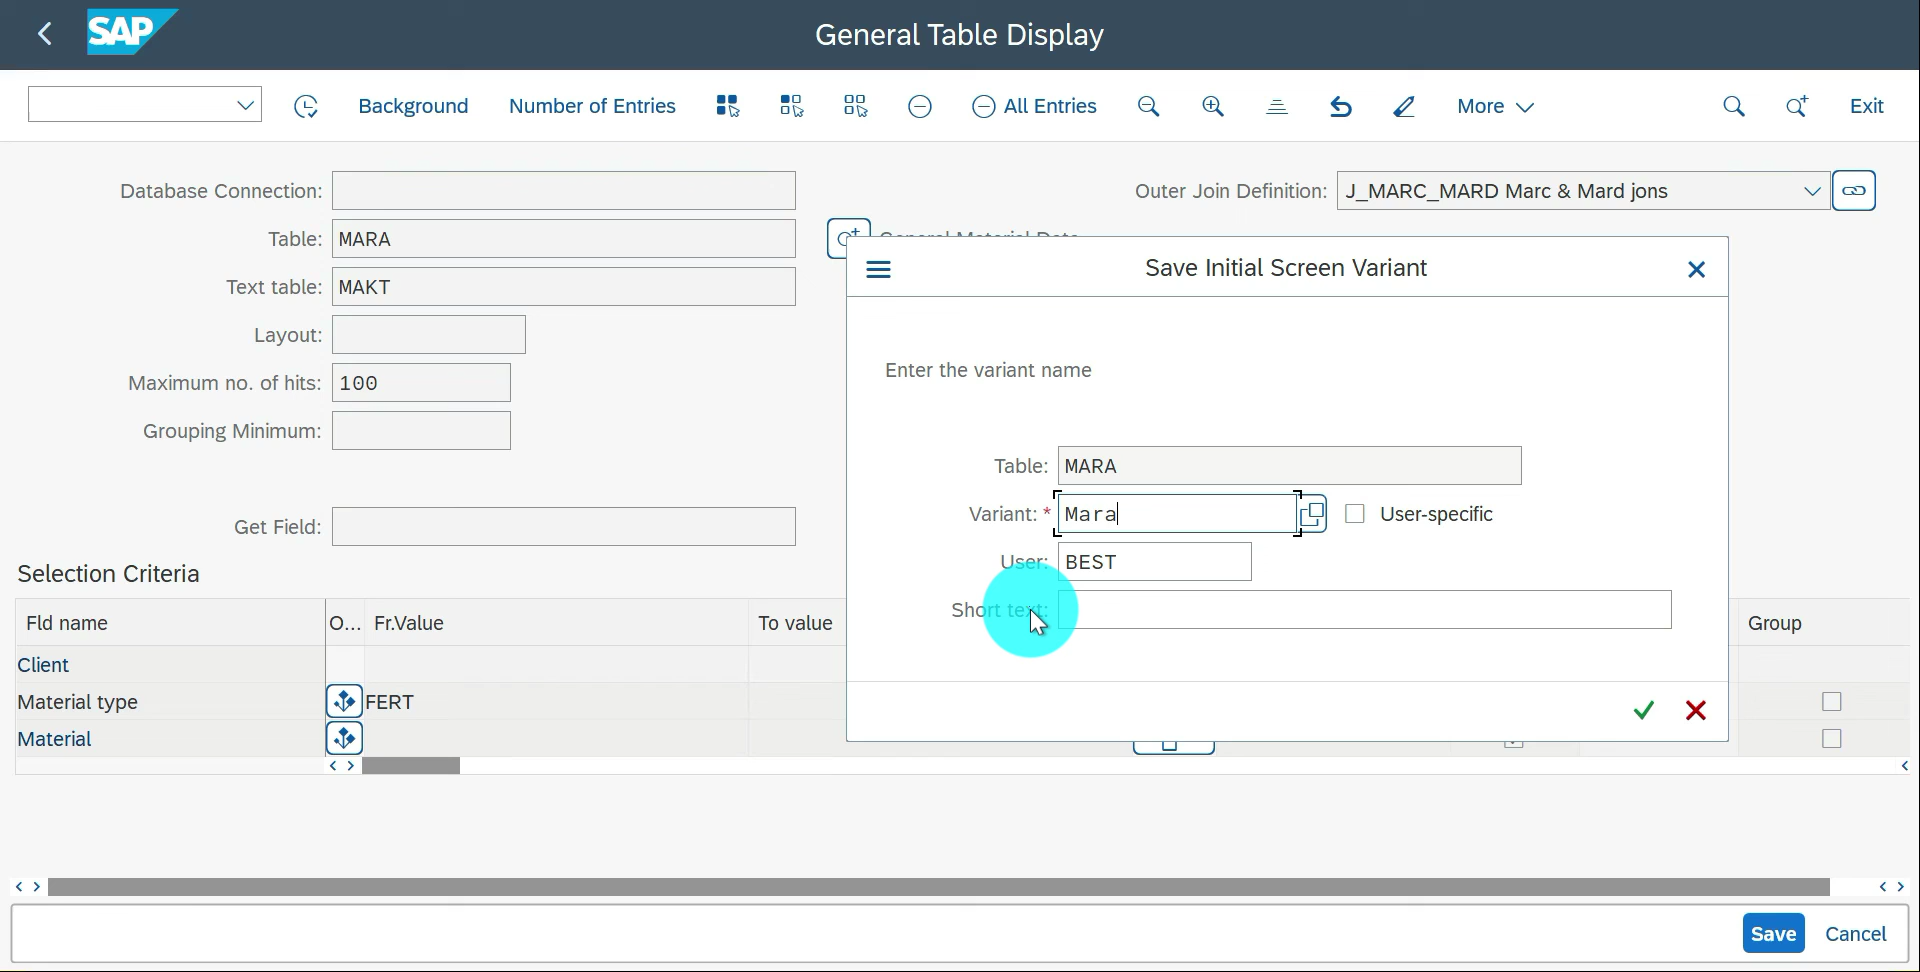 SAP
General Table Display
Background Number of Entries All Entries More Exit
Database Connection:
Outer Join Definition: J_MARC_MARD Marc & Mard jons
Table: MARA
Text table: MAKT
Layout:
Maximum no. of hits: 100
Grouping Minimum:
Get Field:
Save Initial Screen Variant
Enter the variant name
Table: MARA
Variant: * Mara User-specific
User: BEST
Short text:
Selection Criteria
Fld name O... Fr.Value To value Group
Client
Material type FERT
Material
Save Cancel